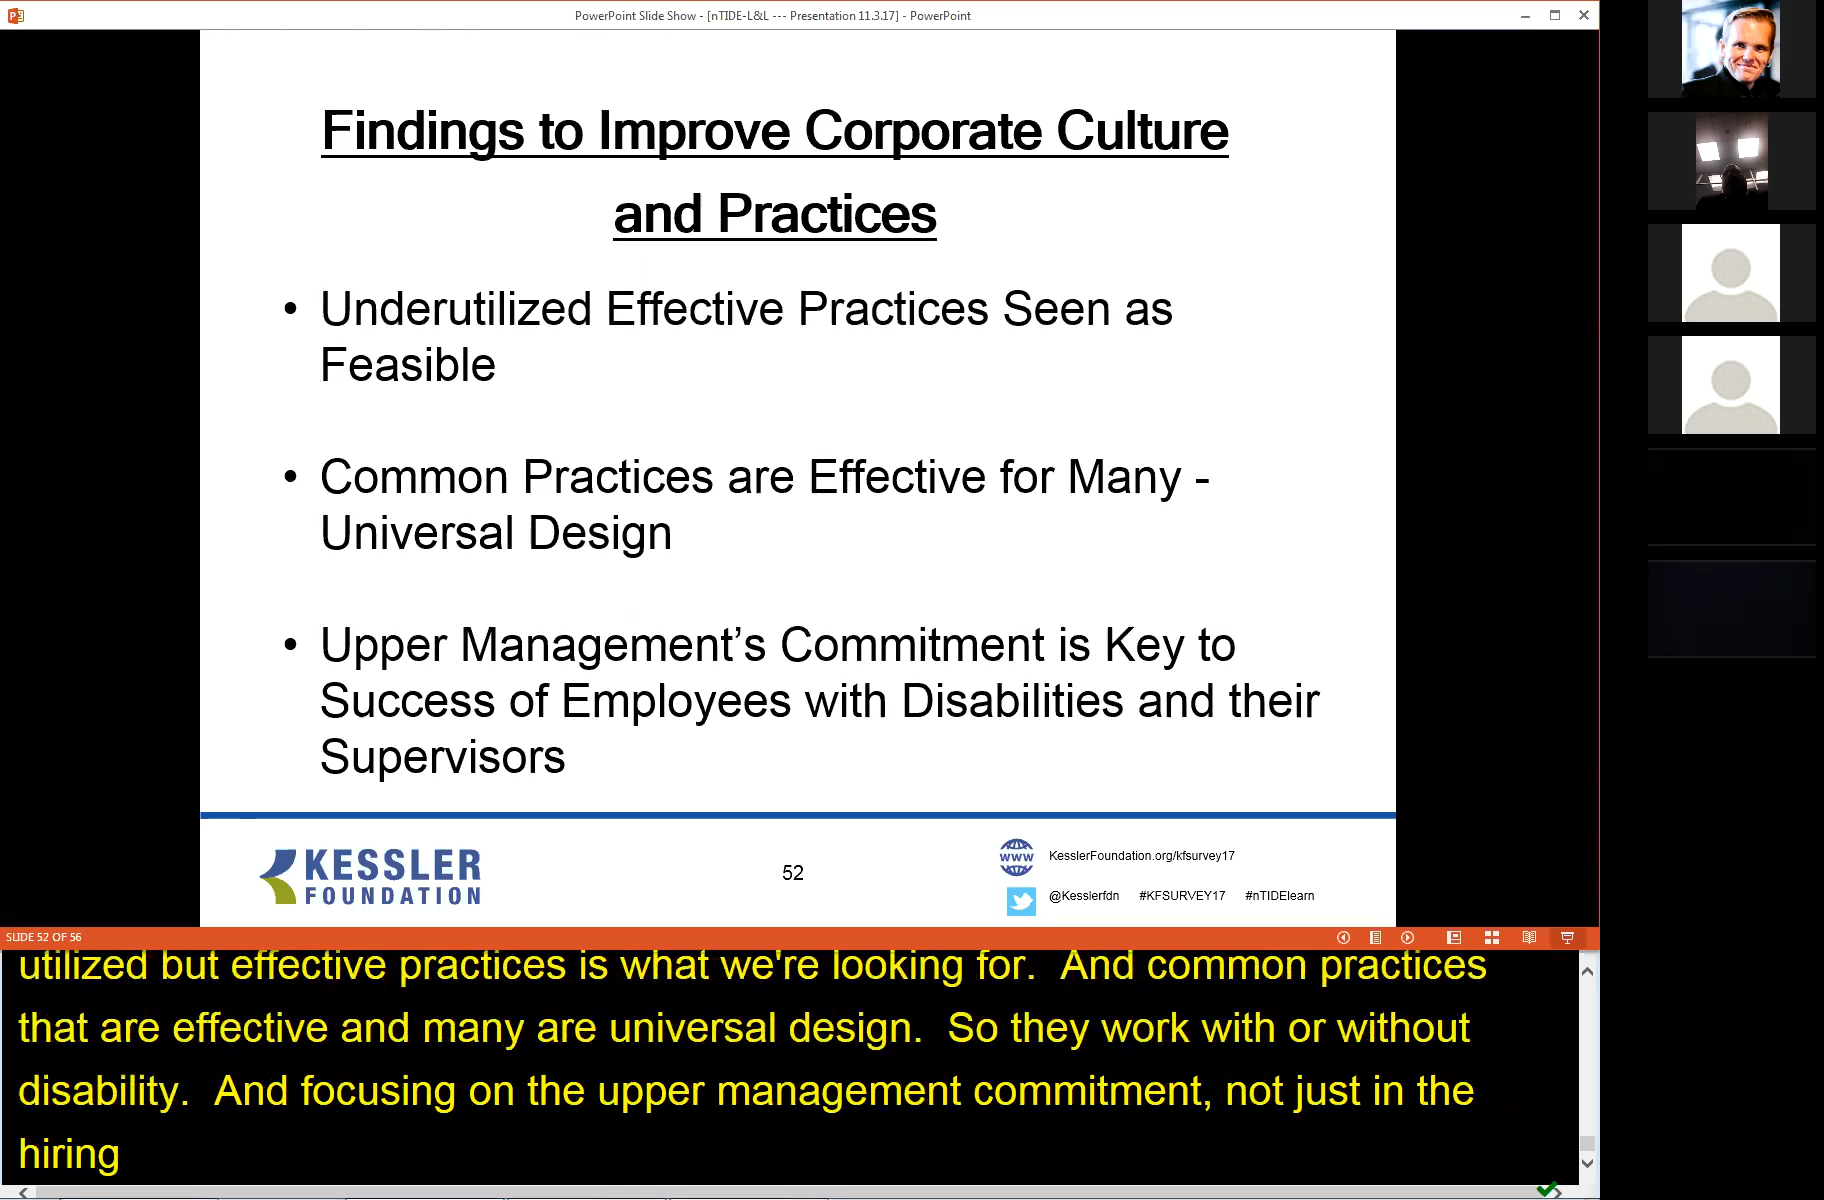 PowerPoint Slide Show - [nTIDE-L&L --- Presentation 11.3.17] - PowerPoint
Findings to Improve Corporate Culture
and Practices
• Underutilized Effective Practices Seen as
Feasible
• Common Practices are Effective for Many -
Universal Design
• Upper Management’s Commitment is Key to
Success of Employees with Disabilities and their
Supervisors
KESSLER
FOUNDATION
52
www
KesslerFoundation.org/kfsurvey17
@Kesslerfdn #KFSURVEY17 #nTIDElearn
SLIDE 52 OF 56
utilized but effective practices is what we're looking for. And common practices
that are effective and many are universal design. So they work with or without
disability. And focusing on the upper management commitment, not just in the
hiring